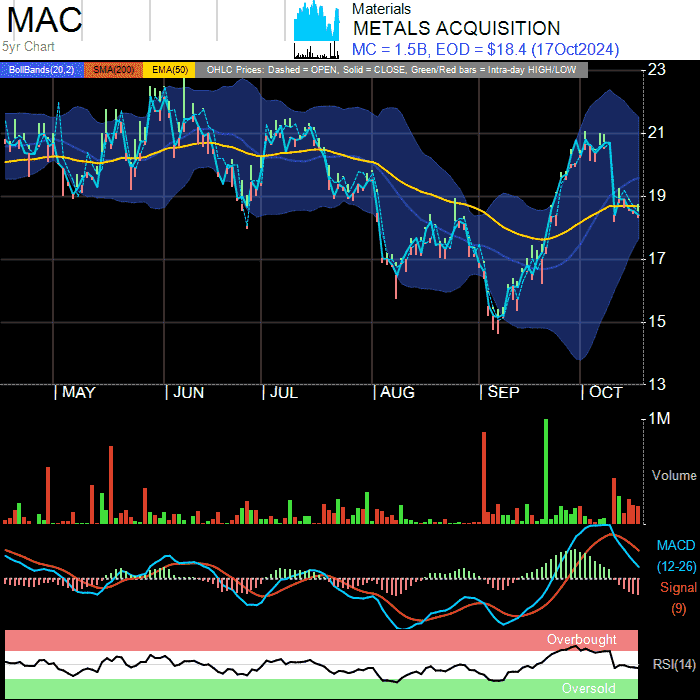 MAC
5yr Chart
Materials
METALS ACQUISITION
MC = 1.5B, EOD = $18.4 (17Oct2024)
BollBands(20,2) SMA(200) EMA(50) OHLC Prices: Dashed = OPEN, Solid = CLOSE, Green/Red bars = Intra-day HIGH/LOW
23
21
19
17
15
13
MAY JUN JUL AUG SEP OCT
1M
Volume
MACD
(12-26)
Signal
(9)
Overbought
RSI(14)
Oversold